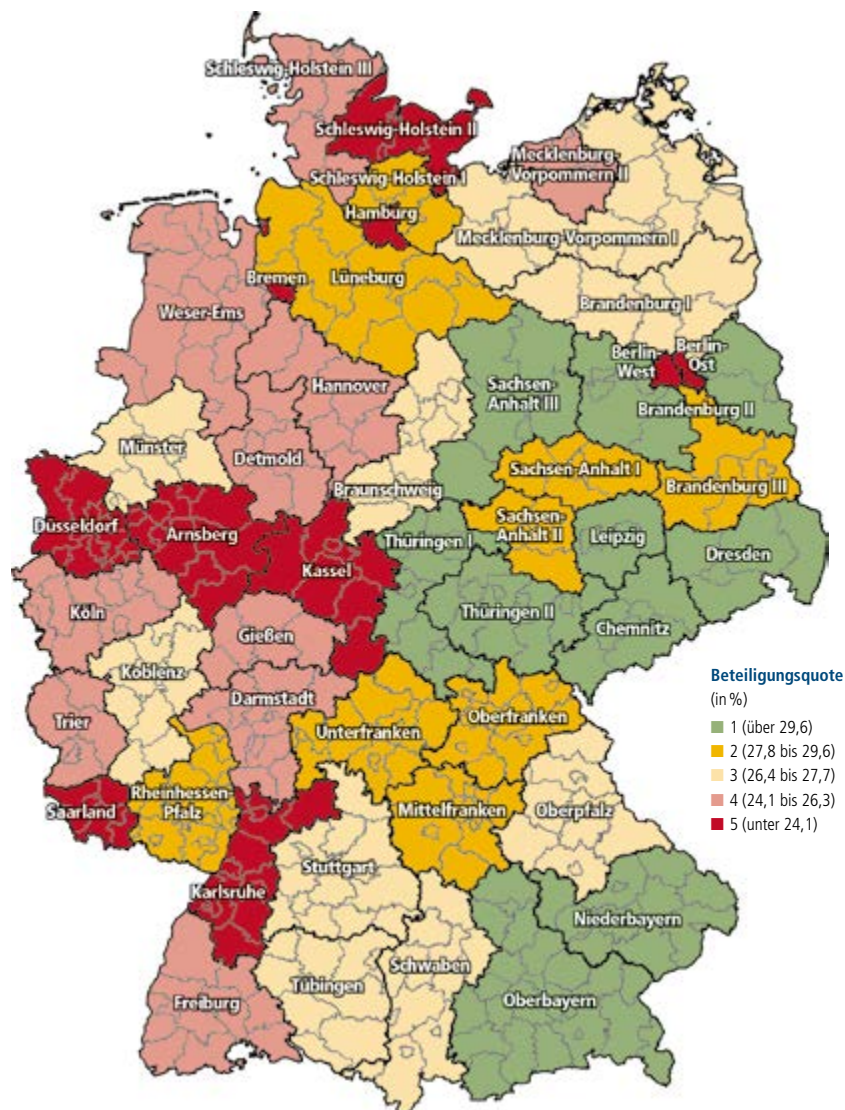 Schleswig-Holstein III
Schleswig-Holstein II
Mecklenburg-
Vorpommern II
Schleswig-Holstein I
Hamburg
Mecklenburg-Vorpommern I
Bremen
Lüneburg
Brandenburg I
Weser-Ems
Berlin-
West
Berlin-
Ost
Hannover
Sachsen-
Anhalt III
Brandenburg II
Münster
Detmold
Braunschweig
Sachsen-Anhalt I
Brandenburg III
Düsseldorf
Arnsberg
Kassel
Thüringen I
Sachsen-
Anhalt II
Leipzig
Dresden
Köln
Gießen
Thüringen II
Chemnitz
Koblenz
Trier
Darmstadt
Unterfranken
Oberfranken
Saarland
Rheinhessen-
Pfalz
Mittelfranken
Oberpfalz
Stuttgart
Karlsruhe
Niederbayern
Freiburg
Tübingen
Schwaben
Oberbayern
Beteiligungsquote
(in %)
1 (über 29,6)
2 (27,8 bis 29,6)
3 (26,4 bis 27,7)
4 (24,1 bis 26,3)
5 (unter 24,1)